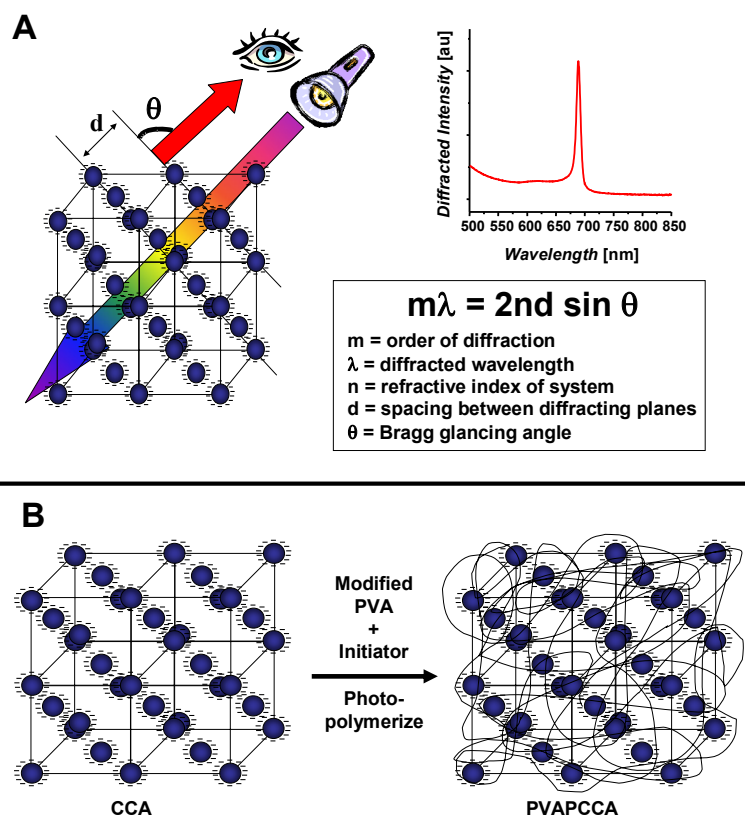 A
θ
d
Diffracted Intensity [au]
500 550 600 650 700 750 800 850
Wavelength [nm]
mλ = 2nd sin θ
m = order of diffraction
λ = diffracted wavelength
n = refractive index of system
d = spacing between diffracting planes
θ = Bragg glancing angle
B
Modified
PVA
+
Initiator
Photo-
polymerize
CCA
PVAPCCA